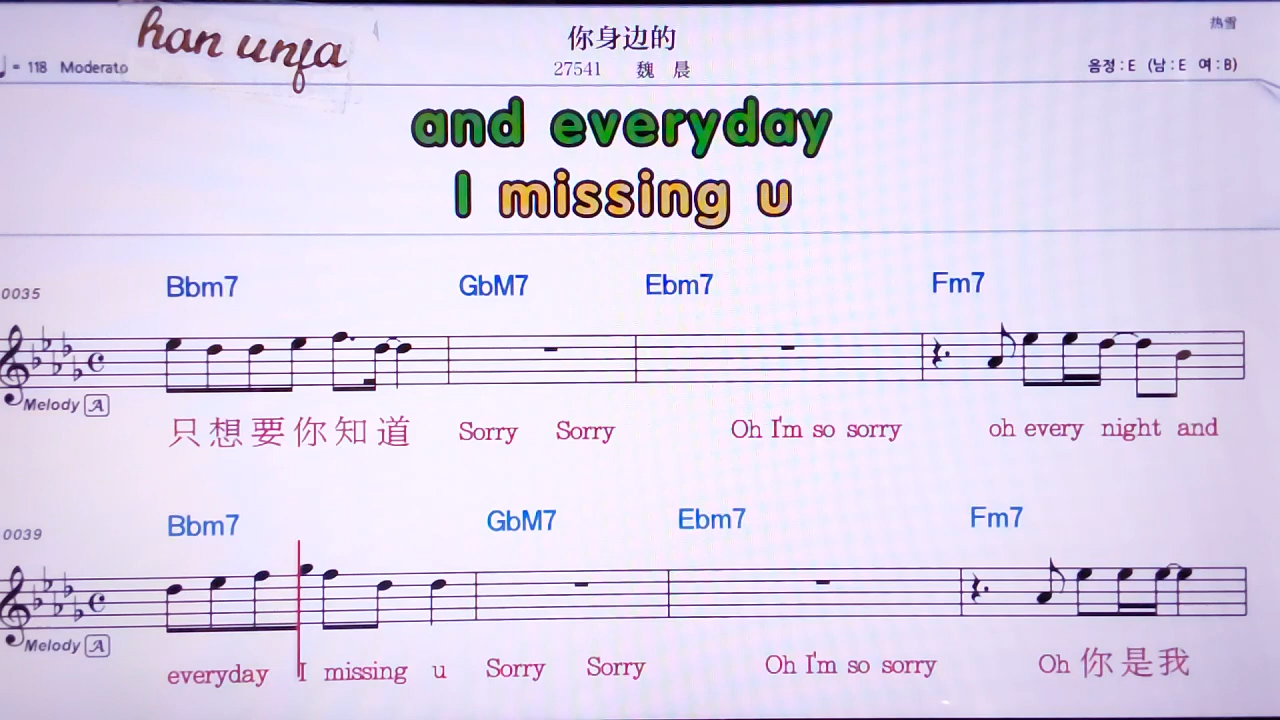 han unfa
你身边的
热雪
♩= 118 Moderato
27541 魏 晨
음정 : E (남 : E 여 : B)
and everyday
I missing u
0035 Bbm7 GbM7 Ebm7 Fm7
Melody A
只想要你知道 Sorry Sorry Oh I'm so sorry oh every night and
0039 Bbm7 GbM7 Ebm7 Fm7
Melody A
everyday I missing u Sorry Sorry Oh I'm so sorry Oh 你是我